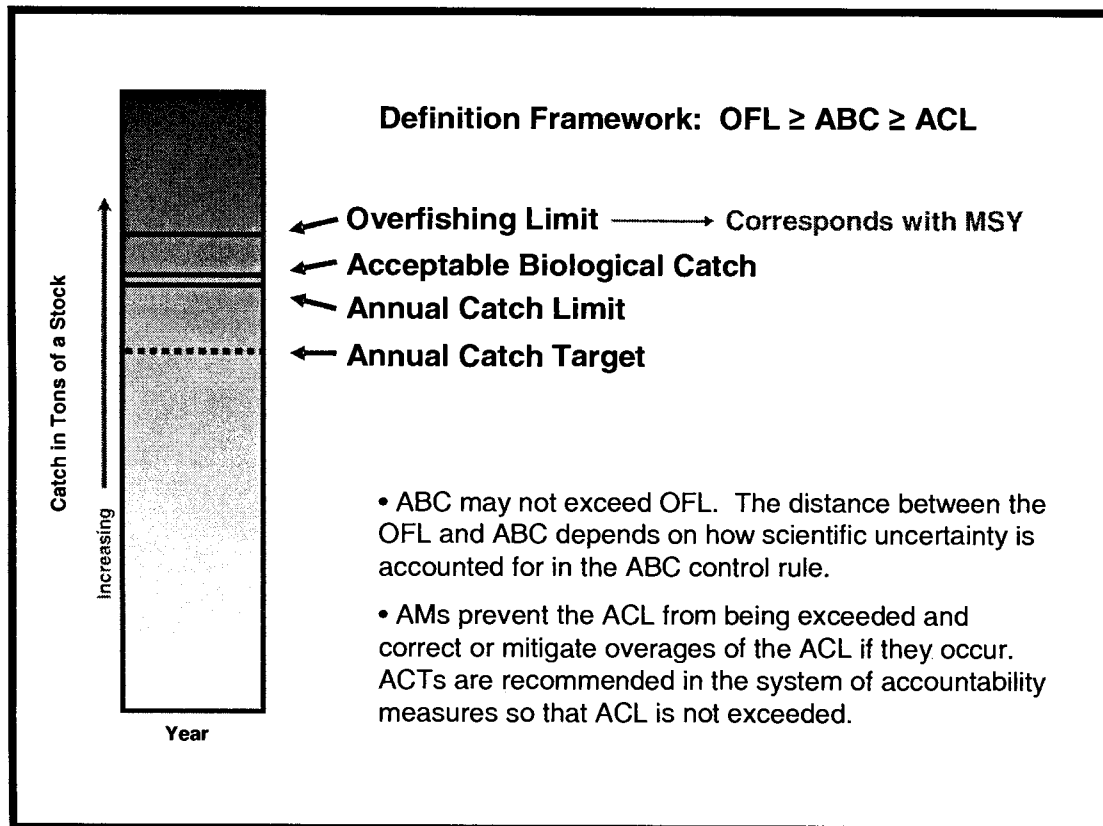 Definition Framework: OFL ≥ ABC ≥ ACL
Overfishing Limit
Corresponds with MSY
Acceptable Biological Catch
Annual Catch Limit
Annual Catch Target
Catch in Tons of a Stock
Increasing
Year
• ABC may not exceed OFL. The distance between the
OFL and ABC depends on how scientific uncertainty is
accounted for in the ABC control rule.
• AMs prevent the ACL from being exceeded and
correct or mitigate overages of the ACL if they occur.
ACTs are recommended in the system of accountability
measures so that ACL is not exceeded.